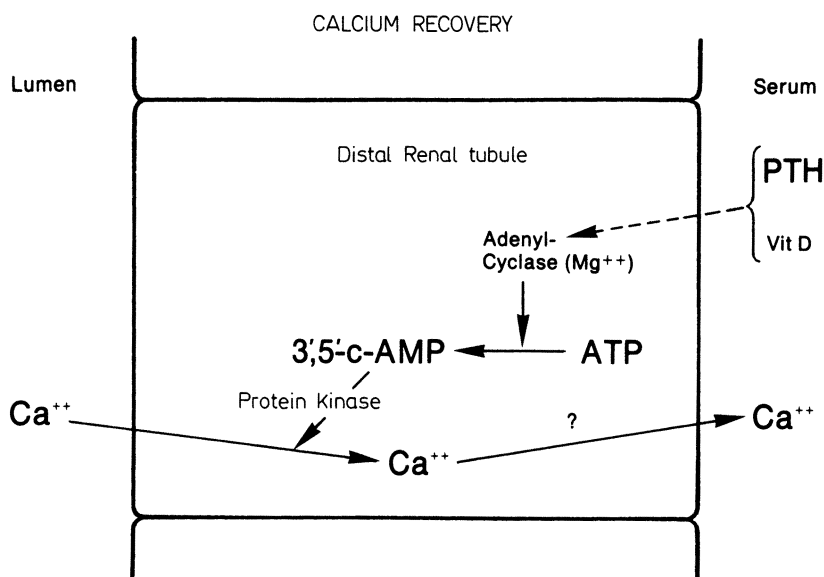 CALCIUM RECOVERY
Lumen
Serum
Distal Renal tubule
PTH
Vit D
Adenyl-
Cyclase (Mg⁺⁺)
3′,5′-c-AMP
ATP
Protein Kinase
Ca⁺⁺
?
Ca⁺⁺
Ca⁺⁺